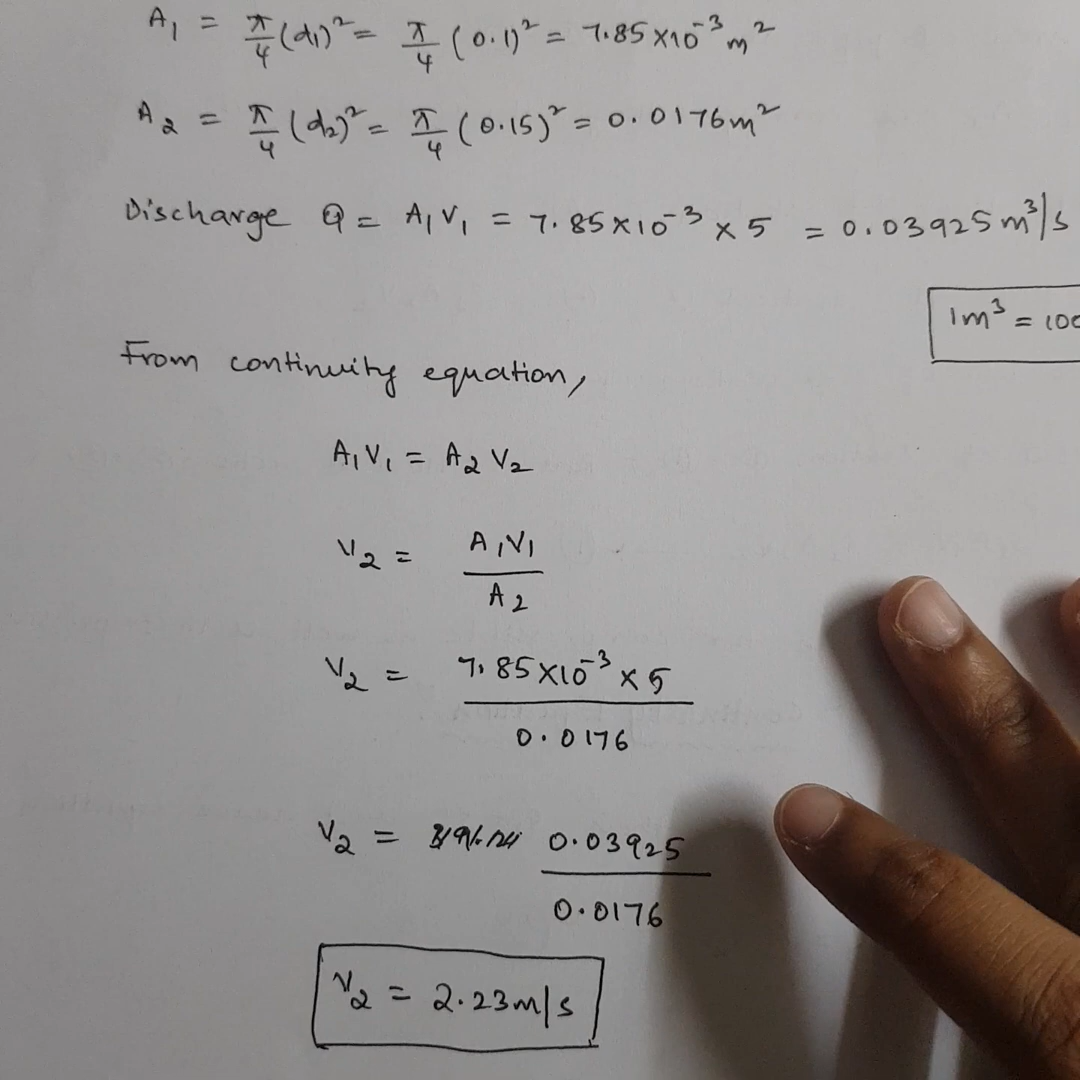 A₁ = π/4 (d₁)² = π/4 (0.1)² = 7.85×10⁻³ m²
A₂ = π/4 (d₂)² = π/4 (0.15)² = 0.0176 m²
Discharge Q = A₁V₁ = 7.85×10⁻³ × 5 = 0.03925 m³/s
1m³ = 100
From continuity equation,
A₁V₁ = A₂V₂
V₂ = A₁V₁ / A₂
V₂ = 7.85×10⁻³ × 5 / 0.0176
V₂ = 0.03925 / 0.0176
V₂ = 2.23 m/s